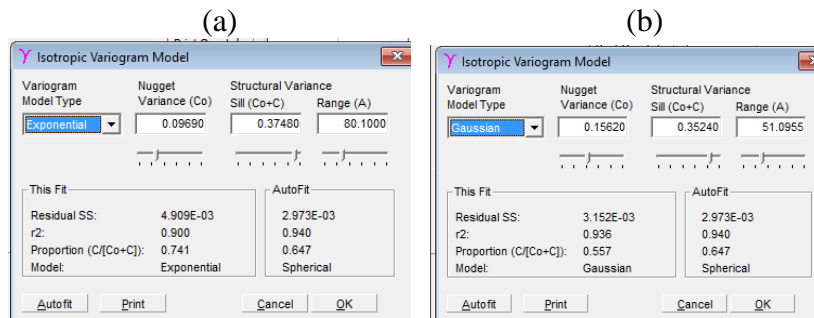 (a)
(b)
γ Isotropic Variogram Model
Variogram Nugget Structural Variance
Model Type Variance (Co) Sill (Co+C) Range (A)
Exponential 0.09690 0.37480 80.1000
This Fit AutoFit
Residual SS: 4.909E-03 2.973E-03
r2: 0.900 0.940
Proportion (C/[Co+C]): 0.741 0.647
Model: Exponential Spherical
Autofit Print Cancel OK
γ Isotropic Variogram Model
Variogram Nugget Structural Variance
Model Type Variance (Co) Sill (Co+C) Range (A)
Gaussian 0.15620 0.35240 51.0955
This Fit AutoFit
Residual SS: 3.152E-03 2.973E-03
r2: 0.936 0.940
Proportion (C/[Co+C]): 0.557 0.647
Model: Gaussian Spherical
Autofit Print Cancel OK